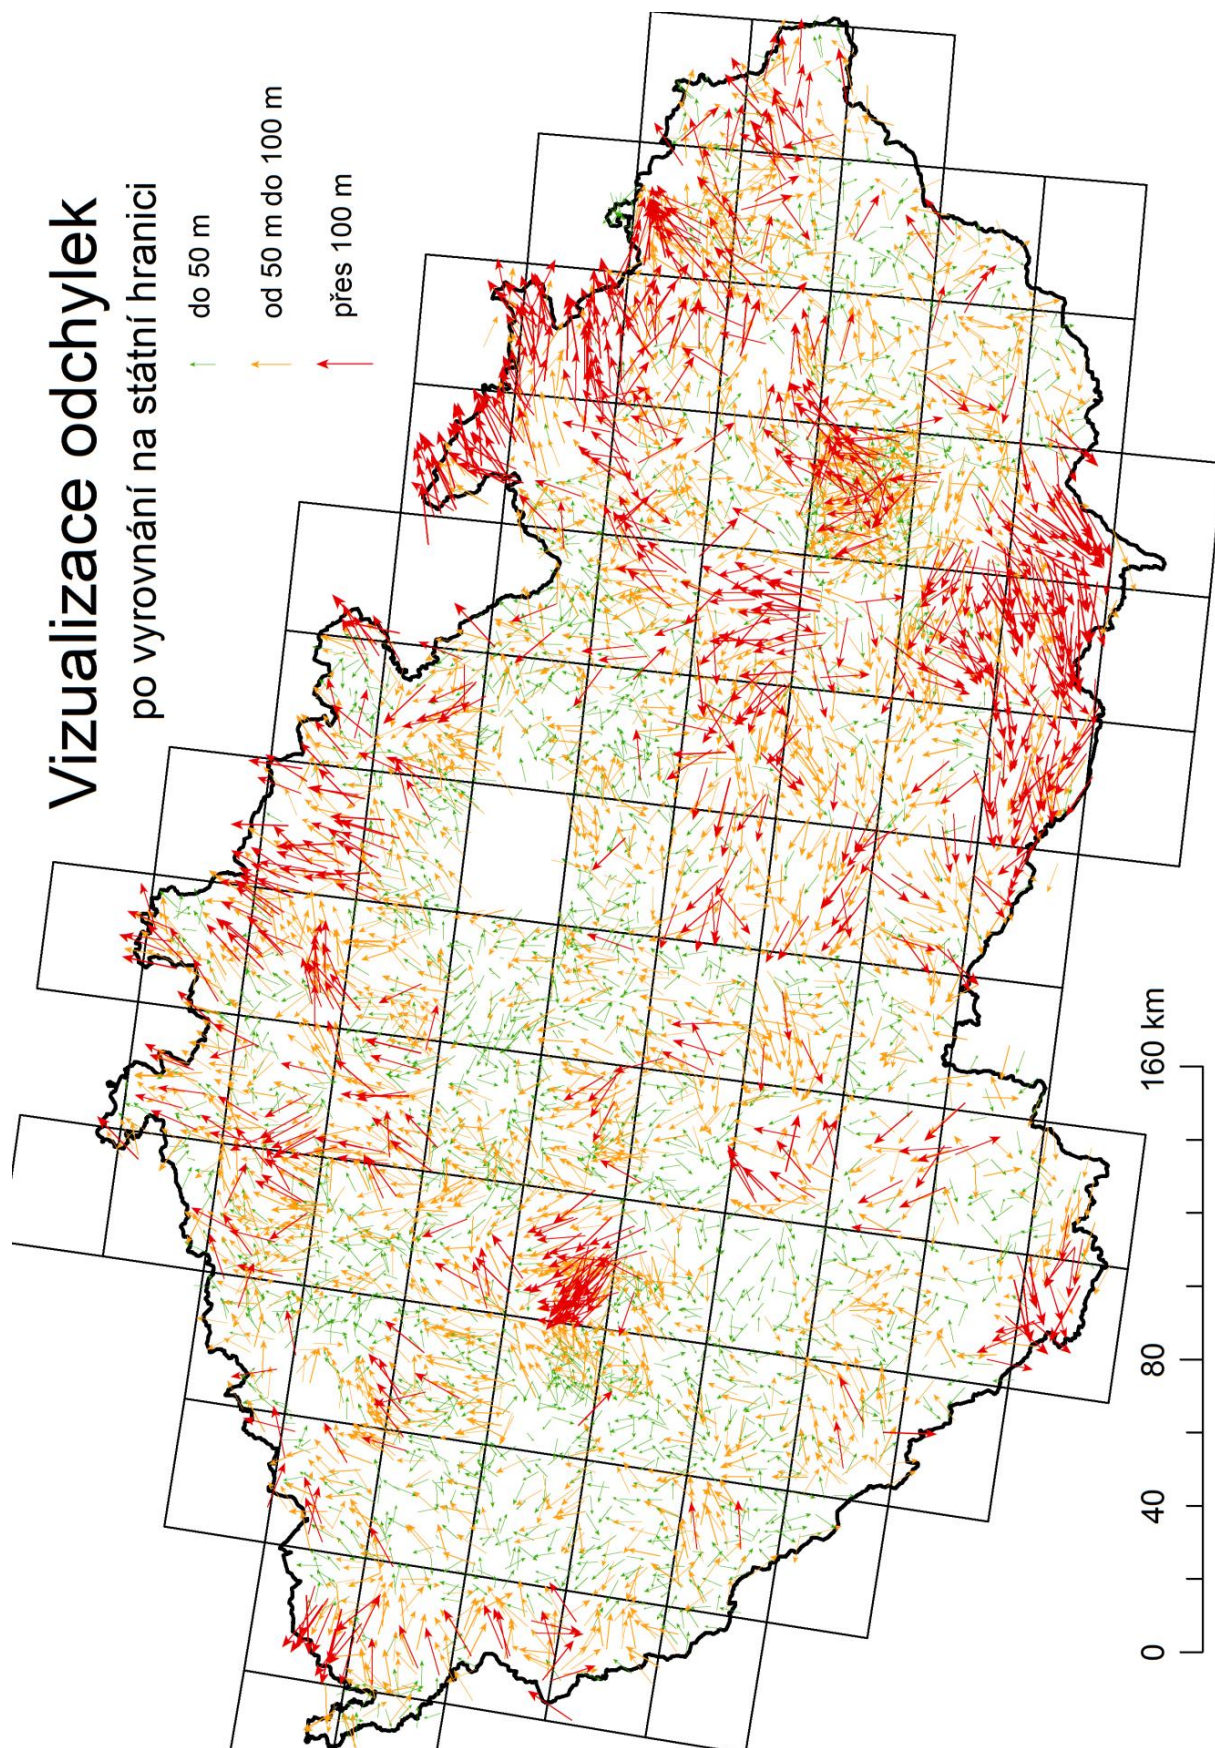 Vizualizace odchylek
po vyrovnání na státní hranici
do 50 m
od 50 m do 100 m
přes 100 m
0 40 80 160 km